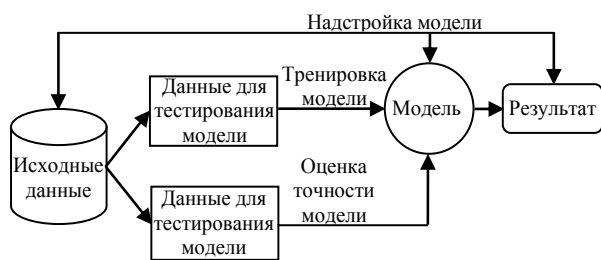 Надстройка модели
Данные для
тестирования
модели
Тренировка
модели
Модель
Результат
Исходные
данные
Данные для
тестирования
модели
Оценка
точности
модели